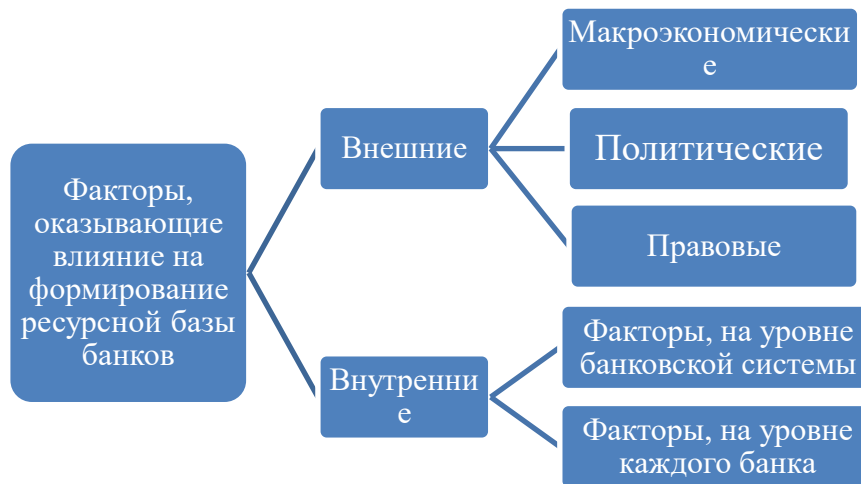 Факторы,
оказывающие
влияние на
формирование
ресурсной базы
банков
Внешние
Макроэкономически
е
Политические
Правовые
Внутренни
е
Факторы, на уровне
банковской системы
Факторы, на уровне
каждого банка